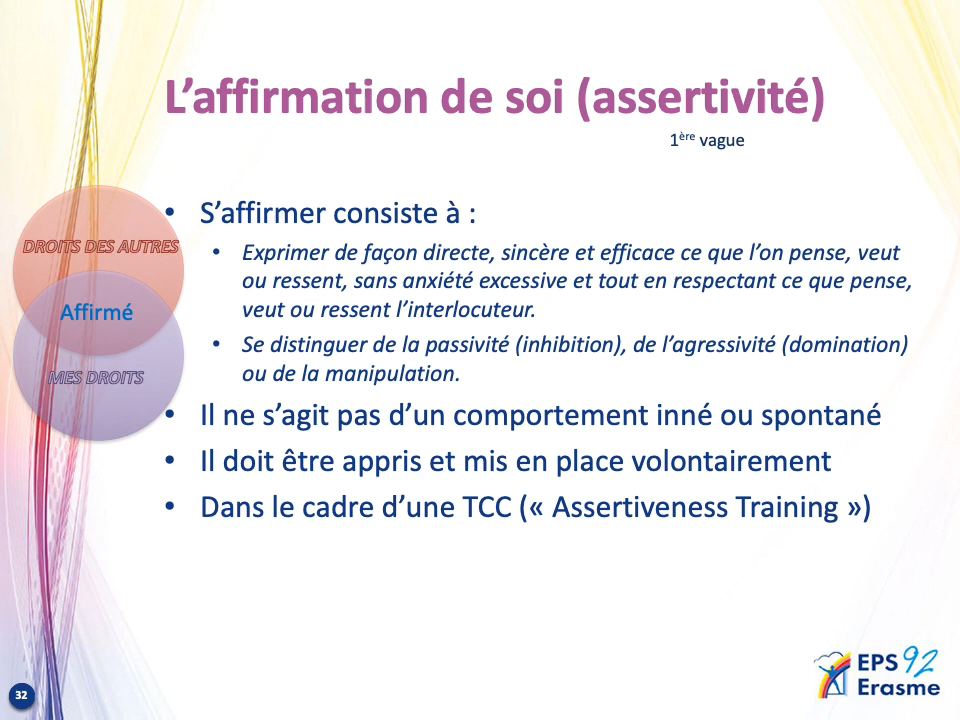 L’affirmation de soi (assertivité)
1ère vague
DROITS DES AUTRES
Affirmé
MES DROITS
• S’affirmer consiste à :
• Exprimer de façon directe, sincère et efficace ce que l’on pense, veut
ou ressent, sans anxiété excessive et tout en respectant ce que pense,
veut ou ressent l’interlocuteur.
• Se distinguer de la passivité (inhibition), de l’agressivité (domination)
ou de la manipulation.
• Il ne s’agit pas d’un comportement inné ou spontané
• Il doit être appris et mis en place volontairement
• Dans le cadre d’une TCC (« Assertiveness Training »)
32
EPS 92
Erasme